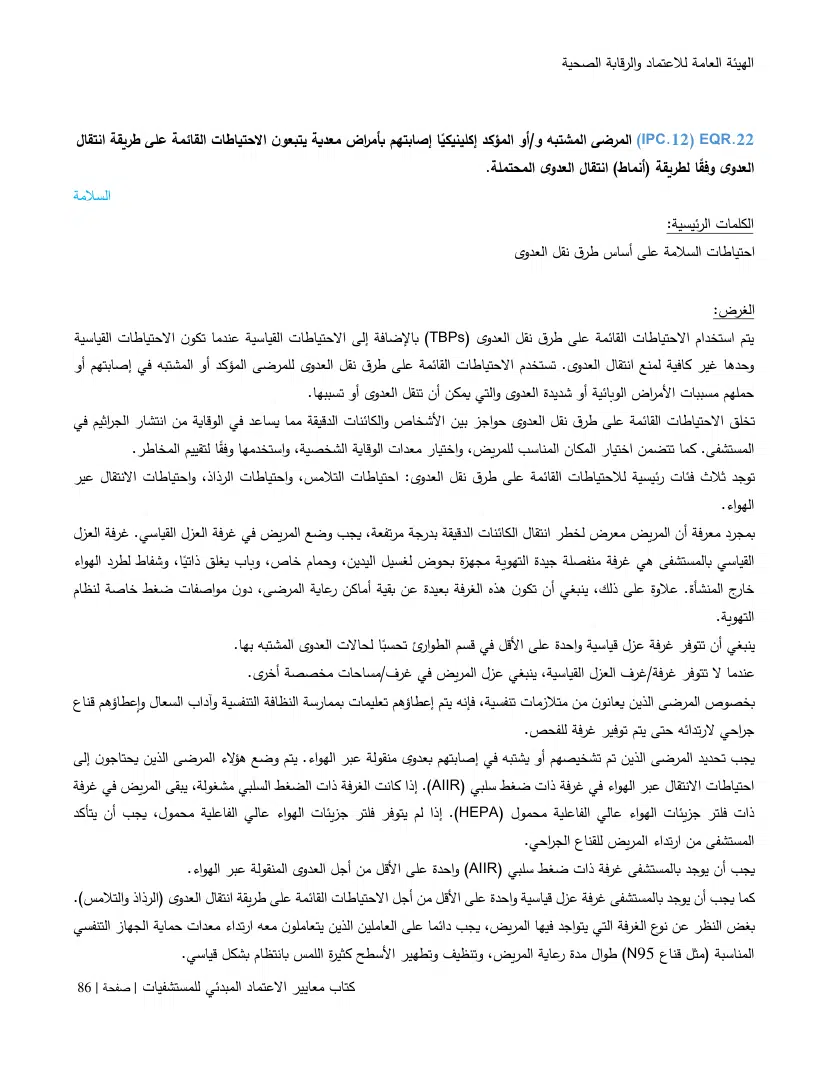 الهيئة العامة للاعتماد والرقابة الصحية
EQR.22 (IPC.12) المرضى المشتبه و/أو المؤكد إكلينيكيًا إصابتهم بأمراض معدية يتبعون الاحتياطات القائمة على طريقة انتقال
العدوى وفقًا لطريقة (أنماط) انتقال العدوى المحتملة.
السلامة
الكلمات الرئيسية:
احتياطات السلامة على أساس طرق نقل العدوى
الغرض:
يتم استخدام الاحتياطات القائمة على طرق نقل العدوى (TBPs) بالإضافة إلى الاحتياطات القياسية عندما تكون الاحتياطات القياسية
وحدها غير كافية لمنع انتقال العدوى. تستخدم الاحتياطات القائمة على طرق نقل العدوى للمرضى المؤكد أو المشتبه في إصابتهم أو
حملهم مسببات الأمراض الوبائية أو شديدة العدوى والتي يمكن أن تنقل العدوى أو تسببها.
تخلق الاحتياطات القائمة على طرق نقل العدوى حواجز بين الأشخاص والكائنات الدقيقة مما يساعد في الوقاية من انتشار الجراثيم في
المستشفى. كما تتضمن اختيار المكان المناسب للمريض، واختيار معدات الوقاية الشخصية، واستخدمها وفقًا لتقييم المخاطر.
توجد ثلاث فئات رئيسية للاحتياطات القائمة على طرق نقل العدوى: احتياطات التلامس، واحتياطات الرذاذ، واحتياطات الانتقال عبر
الهواء.
بمجرد معرفة أن المريض معرض لخطر انتقال الكائنات الدقيقة بدرجة مرتفعة، يجب وضع المريض في غرفة العزل القياسي. غرفة العزل
القياسي بالمستشفى هي غرفة منفصلة جيدة التهوية مجهزة بحوض لغسيل اليدين، وحمام خاص، وباب يغلق ذاتيًا، وشفاط لطرد الهواء
خارج المنشأة. علاوة على ذلك، ينبغي أن تكون هذه الغرفة بعيدة عن بقية أماكن رعاية المرضى، دون مواصفات ضغط خاصة لنظام
التهوية.
ينبغي أن تتوفر غرفة عزل قياسية واحدة على الأقل في قسم الطوارئ تحسبًا لحالات العدوى المشتبه بها.
عندما لا تتوفر غرفة/غرف العزل القياسية، ينبغي عزل المريض في غرف/مساحات مخصصة أخرى.
بخصوص المرضى الذين يعانون من متلازمات تنفسية، فإنه يتم إعطاؤهم تعليمات بممارسة النظافة التنفسية وآداب السعال وإعطاؤهم قناع
جراحي لارتدائه حتى يتم توفير غرفة للفحص.
يجب تحديد المرضى الذين تم تشخيصهم أو يشتبه في إصابتهم بعدوى منقولة عبر الهواء. يتم وضع هؤلاء المرضى الذين يحتاجون إلى
احتياطات الانتقال عبر الهواء في غرفة ذات ضغط سلبي (AIIR). إذا كانت الغرفة ذات الضغط السلبي مشغولة، يبقى المريض في غرفة
ذات فلتر جزيئات الهواء عالي الفاعلية محمول (HEPA). إذا لم يتوفر فلتر جزيئات الهواء عالي الفاعلية محمول، يجب أن يتأكد
المستشفى من ارتداء المريض للقناع الجراحي.
يجب أن يوجد بالمستشفى غرفة ذات ضغط سلبي (AIIR) واحدة على الأقل من أجل العدوى المنقولة عبر الهواء.
كما يجب أن يوجد بالمستشفى غرفة عزل قياسية واحدة على الأقل من أجل الاحتياطات القائمة على طريقة انتقال العدوى (الرذاذ والتلامس).
بغض النظر عن نوع الغرفة التي يتواجد فيها المريض، يجب دائما على العاملين الذين يتعاملون معه ارتداء معدات حماية الجهاز التنفسي
المناسبة (مثل قناع N95) طوال مدة رعاية المريض، وتنظيف وتطهير الأسطح كثيرة اللمس بانتظام بشكل قياسي.
كتاب معايير الاعتماد المبدئي للمستشفيات | صفحة | 86